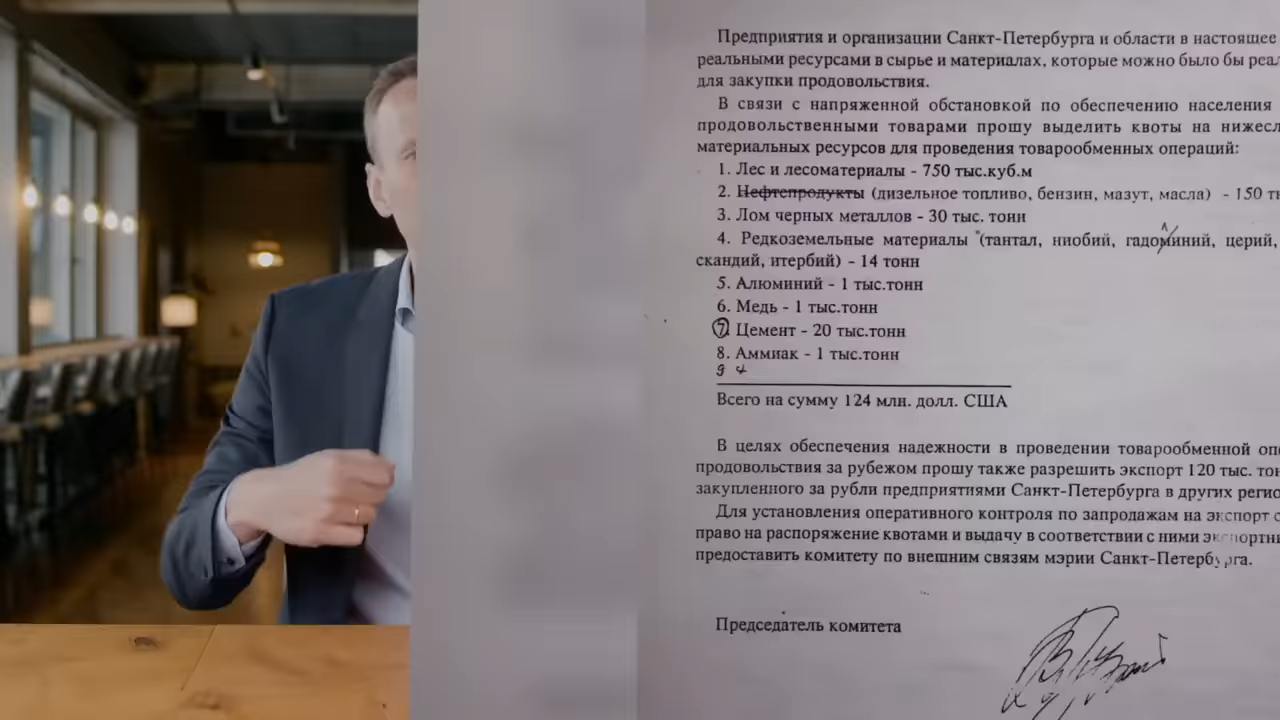 Предприятия и организации Санкт-Петербурга и области в настоящее
реальными ресурсами в сырье и материалах, которые можно было бы
для закупки продовольствия.
В связи с напряженной обстановкой по обеспечению населения
продовольственными товарами прошу выделить квоты на
материальных ресурсов для проведения товарообменных операций:
1. Лес и лесоматериалы - 750 тыс.куб.м
2. Нефтепродукты (дизельное топливо, бензин, мазут, масла) - 150
3. Лом черных металлов - 30 тыс. тонн
4. Редкоземельные материалы (тантал, ниобий, гадоминий, церий,
скандий, итербий) - 14 тонн
5. Алюминий - 1 тыс.тонн
6. Медь - 1 тыс.тонн
7 Цемент - 20 тыс.тонн
8. Аммиак - 1 тыс.тонн
Всего на сумму 124 млн. долл. США
В целях обеспечения надежности в проведении товарообменной
продовольствия за рубежом прошу также разрешить экспорт 120 тыс.
закупленного за рубли предприятиями Санкт-Петербурга в других
Для установления оперативного контроля по запродажам на экспорт
право на распоряжение квотами и выдачу в соответствии с ними
предоставить комитету по внешним связям мэрии Санкт-Петербурга.
Председатель комитета